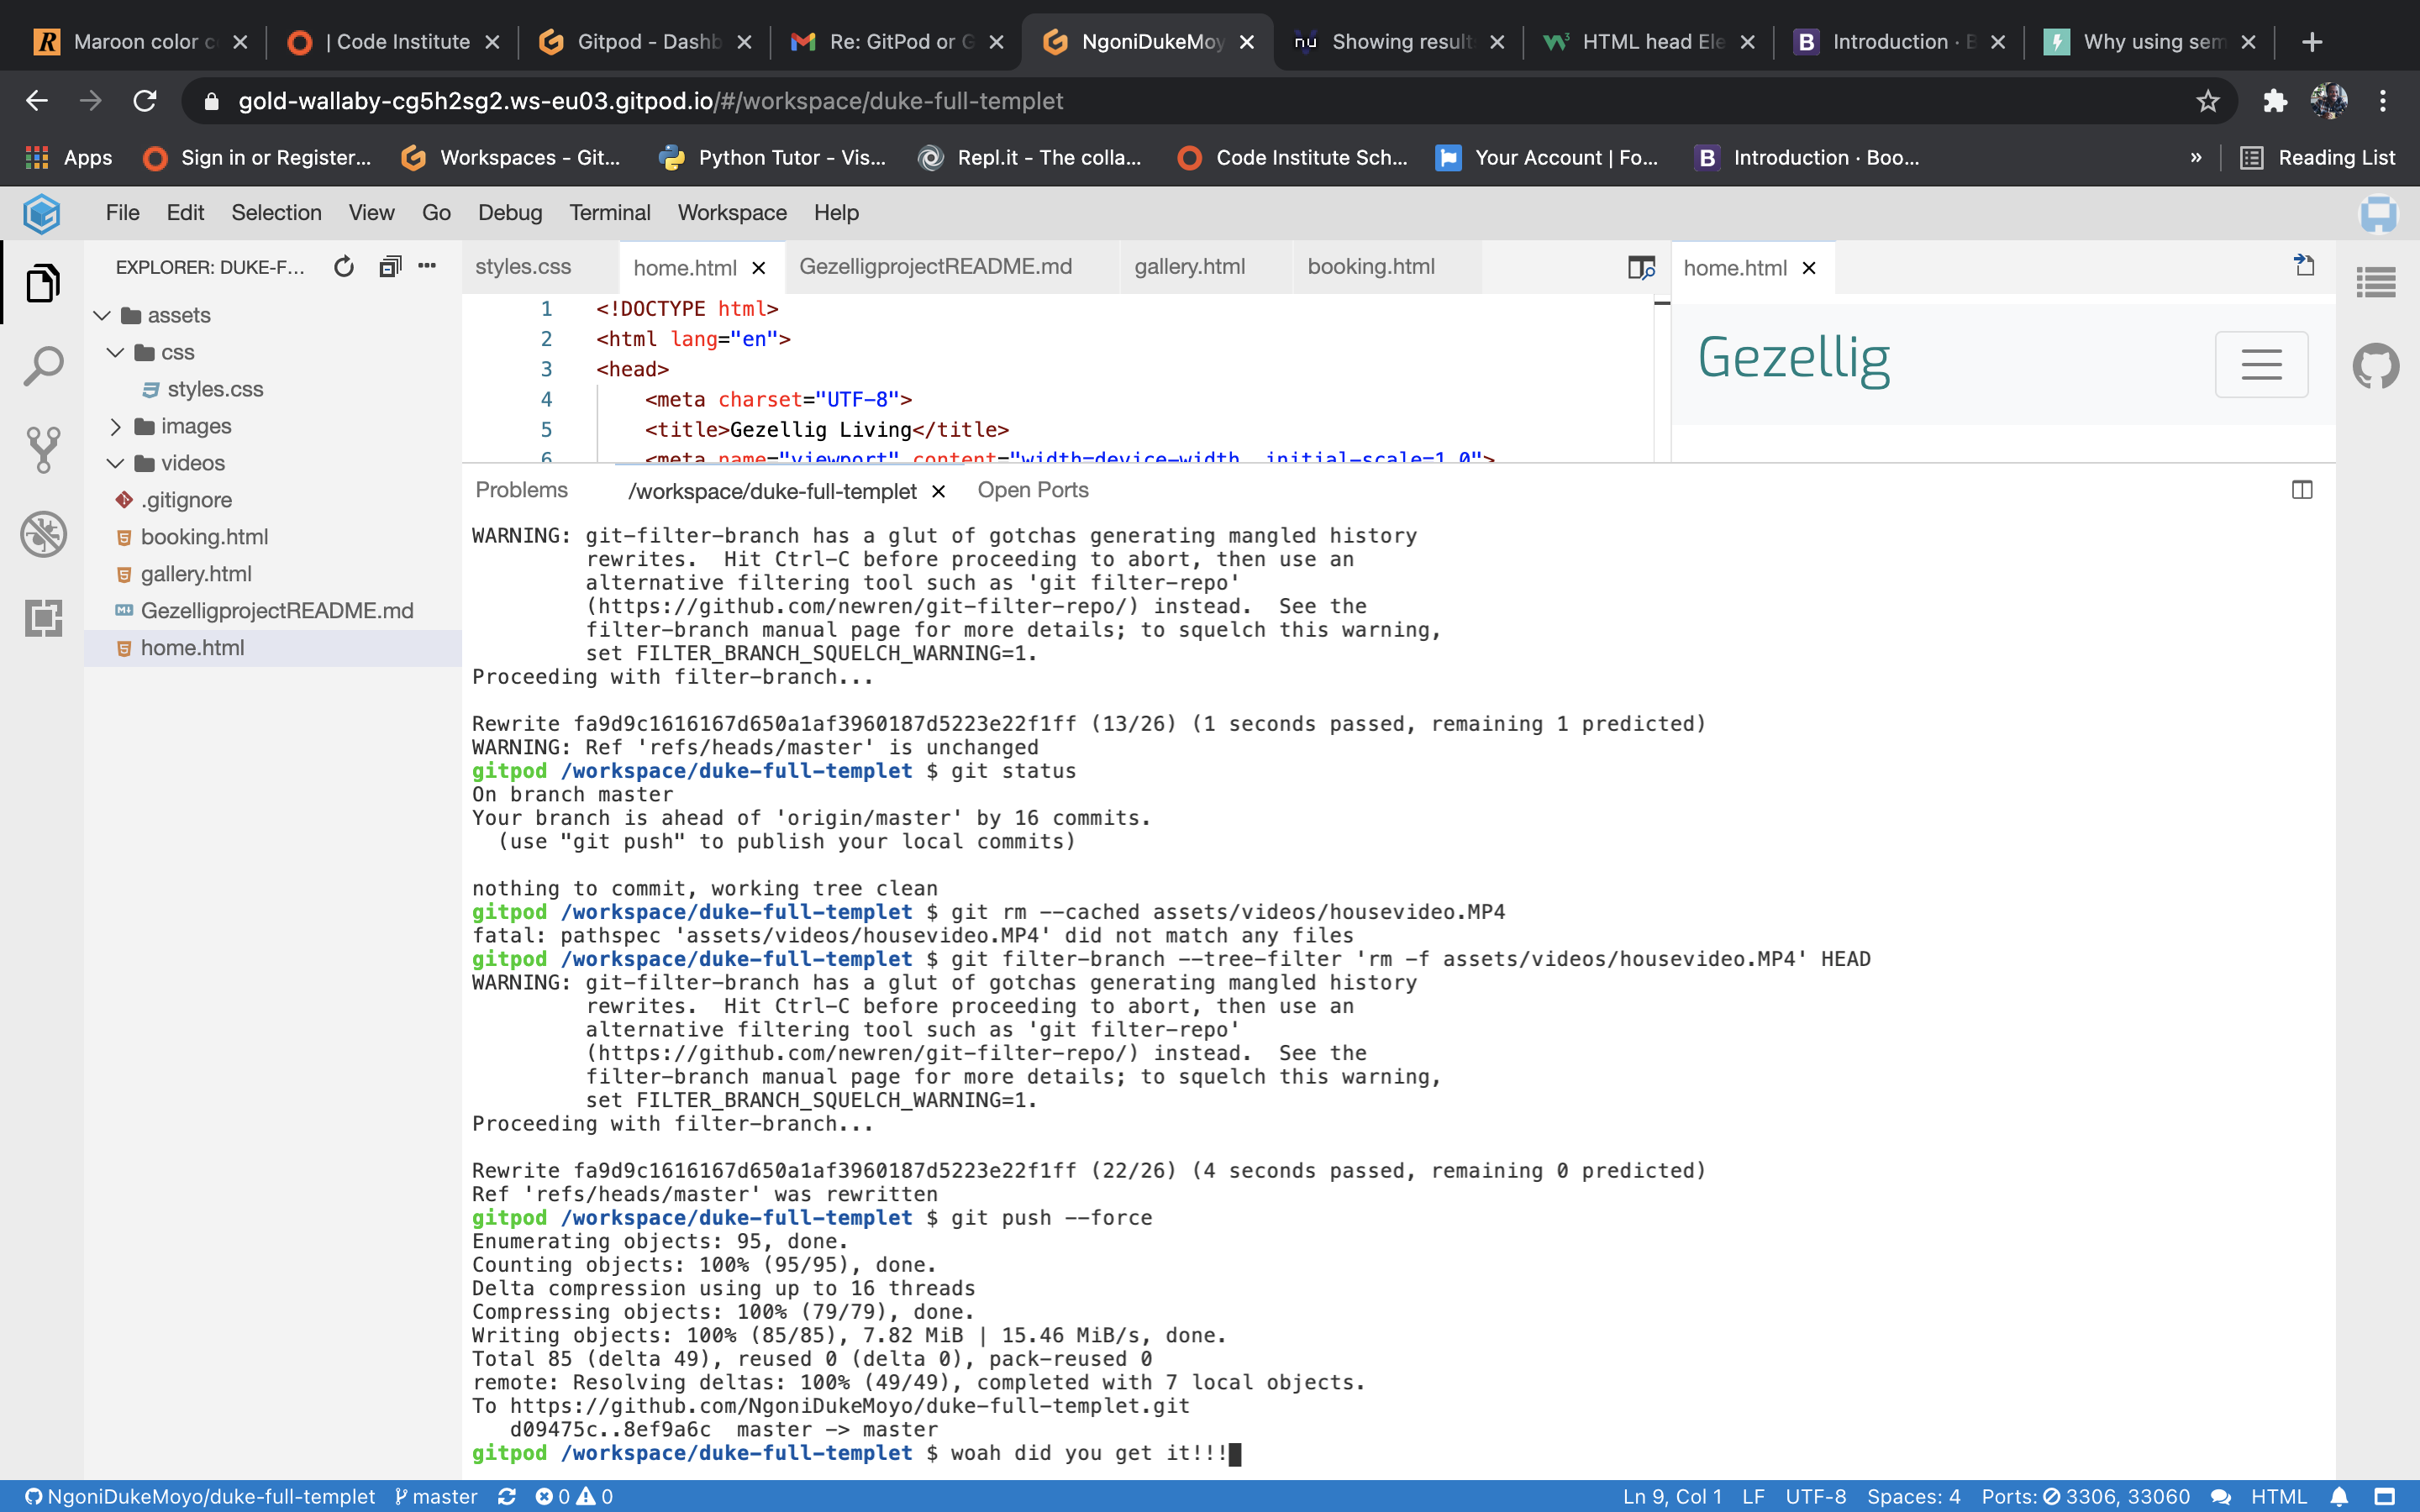 Maroon color c
| Code Institute
Gitpod - Dashb
Re: GitPod or G
NgoniDukeMoy
Showing result
HTML head Ele
Introduction · B
Why using sem
gold-wallaby-cg5h2sg2.ws-eu03.gitpod.io/#/workspace/duke-full-templet
Apps
Sign in or Register...
Workspaces - Git...
Python Tutor - Vis...
Repl.it - The colla...
Code Institute Sch...
Your Account | Fo...
Introduction · Boo...
»
Reading List
File Edit Selection View Go Debug Terminal Workspace Help
EXPLORER: DUKE-F...
assets
css
styles.css
images
videos
.gitignore
booking.html
gallery.html
GezelligprojectREADME.md
home.html
styles.css
home.html
GezelligprojectREADME.md
gallery.html
booking.html
home.html
1 <!DOCTYPE html>
2 <html lang="en">
3 <head>
4 <meta charset="UTF-8">
5 <title>Gezellig Living</title>
6 <meta name="viewport" content="width=device-width, initial-scale=1.0">
Gezellig
Problems
/workspace/duke-full-templet
Open Ports
WARNING: git-filter-branch has a glut of gotchas generating mangled history
rewrites.  Hit Ctrl-C before proceeding to abort, then use an
alternative filtering tool such as 'git filter-repo'
(https://github.com/newren/git-filter-repo/) instead.  See the
filter-branch manual page for more details; to squelch this warning,
set FILTER_BRANCH_SQUELCH_WARNING=1.
Proceeding with filter-branch...
Rewrite fa9d9c1616167d650a1af3960187d5223e22f1ff (13/26) (1 seconds passed, remaining 1 predicted)
WARNING: Ref 'refs/heads/master' is unchanged
gitpod /workspace/duke-full-templet $ git status
On branch master
Your branch is ahead of 'origin/master' by 16 commits.
(use "git push" to publish your local commits)
nothing to commit, working tree clean
gitpod /workspace/duke-full-templet $ git rm --cached assets/videos/housevideo.MP4
fatal: pathspec 'assets/videos/housevideo.MP4' did not match any files
gitpod /workspace/duke-full-templet $ git filter-branch --tree-filter 'rm -f assets/videos/housevideo.MP4' HEAD
WARNING: git-filter-branch has a glut of gotchas generating mangled history
rewrites.  Hit Ctrl-C before proceeding to abort, then use an
alternative filtering tool such as 'git filter-repo'
(https://github.com/newren/git-filter-repo/) instead.  See the
filter-branch manual page for more details; to squelch this warning,
set FILTER_BRANCH_SQUELCH_WARNING=1.
Proceeding with filter-branch...
Rewrite fa9d9c1616167d650a1af3960187d5223e22f1ff (22/26) (4 seconds passed, remaining 0 predicted)
Ref 'refs/heads/master' was rewritten
gitpod /workspace/duke-full-templet $ git push --force
Enumerating objects: 95, done.
Counting objects: 100% (95/95), done.
Delta compression using up to 16 threads
Compressing objects: 100% (79/79), done.
Writing objects: 100% (85/85), 7.82 MiB | 15.46 MiB/s, done.
Total 85 (delta 49), reused 0 (delta 0), pack-reused 0
remote: Resolving deltas: 100% (49/49), completed with 7 local objects.
To https://github.com/NgoniDukeMoyo/duke-full-templet.git
d09475c..8ef9a6c  master -> master
gitpod /workspace/duke-full-templet $ woah did you get it!!!
NgoniDukeMoyo/duke-full-templet master 0 0
Ln 9, Col 1 LF UTF-8 Spaces: 4 Ports: 3306, 33060 HTML